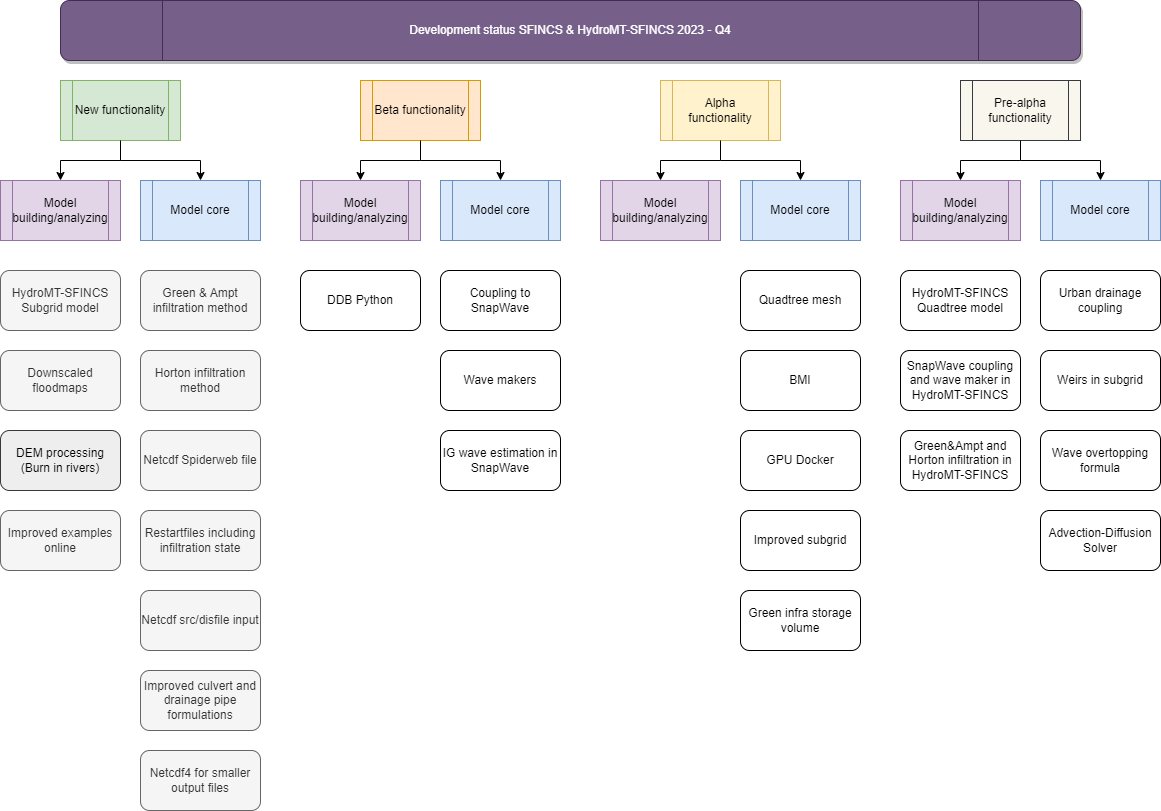 Development status SFINCS & HydroMT-SFINCS 2023 - Q4
New functionality
Beta functionality
Alpha
functionality
Pre-alpha
functionality
Model
building/analyzing
Model core
Model
building/analyzing
Model core
Model
building/analyzing
Model core
Model
building/analyzing
Model core
HydroMT-SFINCS
Subgrid model
Green & Ampt
infiltration method
DDB Python
Coupling to
SnapWave
Quadtree mesh
HydroMT-SFINCS
Quadtree model
Urban drainage
coupling
Downscaled
floodmaps
Horton infiltration
method
Wave makers
BMI
SnapWave coupling
and wave maker in
HydroMT-SFINCS
Weirs in subgrid
DEM processing
(Burn in rivers)
Netcdf Spiderweb file
IG wave estimation in
SnapWave
GPU Docker
Green&Ampt and
Horton infiltration in
HydroMT-SFINCS
Wave overtopping
formula
Improved examples
online
Restartfiles including
infiltration state
Improved subgrid
Advection-Diffusion
Solver
Netcdf src/disfile input
Green infra storage
volume
Improved culvert and
drainage pipe
formulations
Netcdf4 for smaller
output files